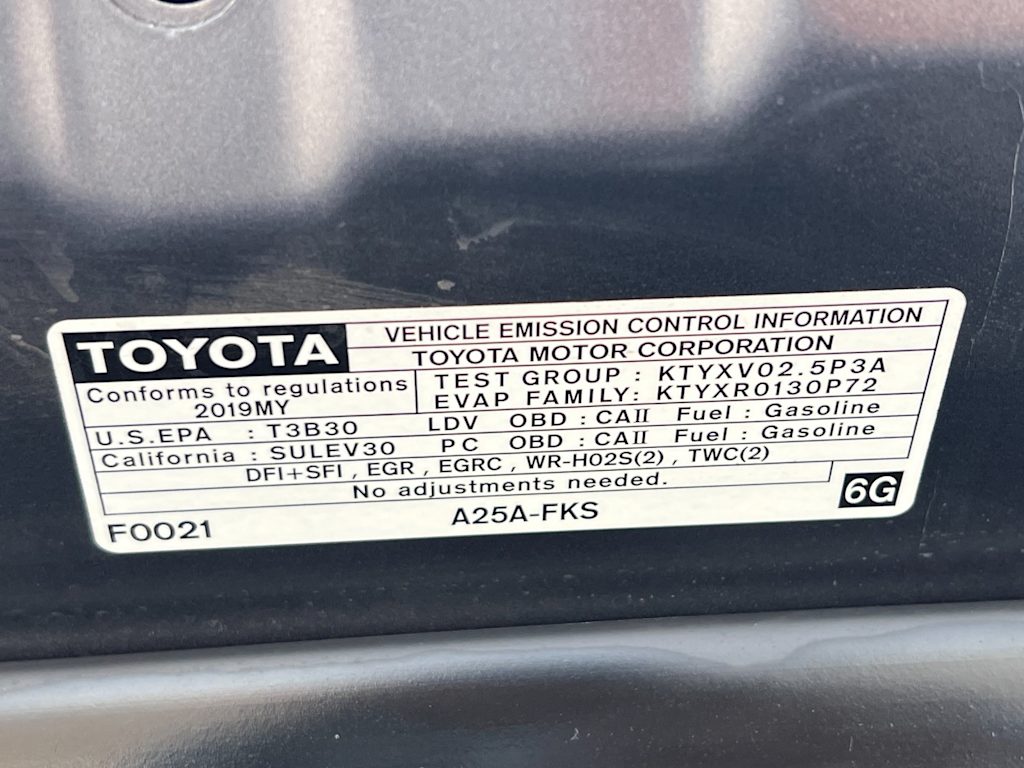 TOYOTA
VEHICLE EMISSION CONTROL INFORMATION
TOYOTA MOTOR CORPORATION
Conforms to regulations
2019MY
TEST GROUP : KTYXV02.5P3A
EVAP FAMILY: KTYXR0130P72
U.S.EPA : T3B30 LDV OBD : CAII Fuel : Gasoline
California : SULEV30 PC OBD : CAII Fuel : Gasoline
DFI+SFI , EGR , EGRC , WR-HO2S(2) , TWC(2)
No adjustments needed.
F0021
A25A-FKS
6G